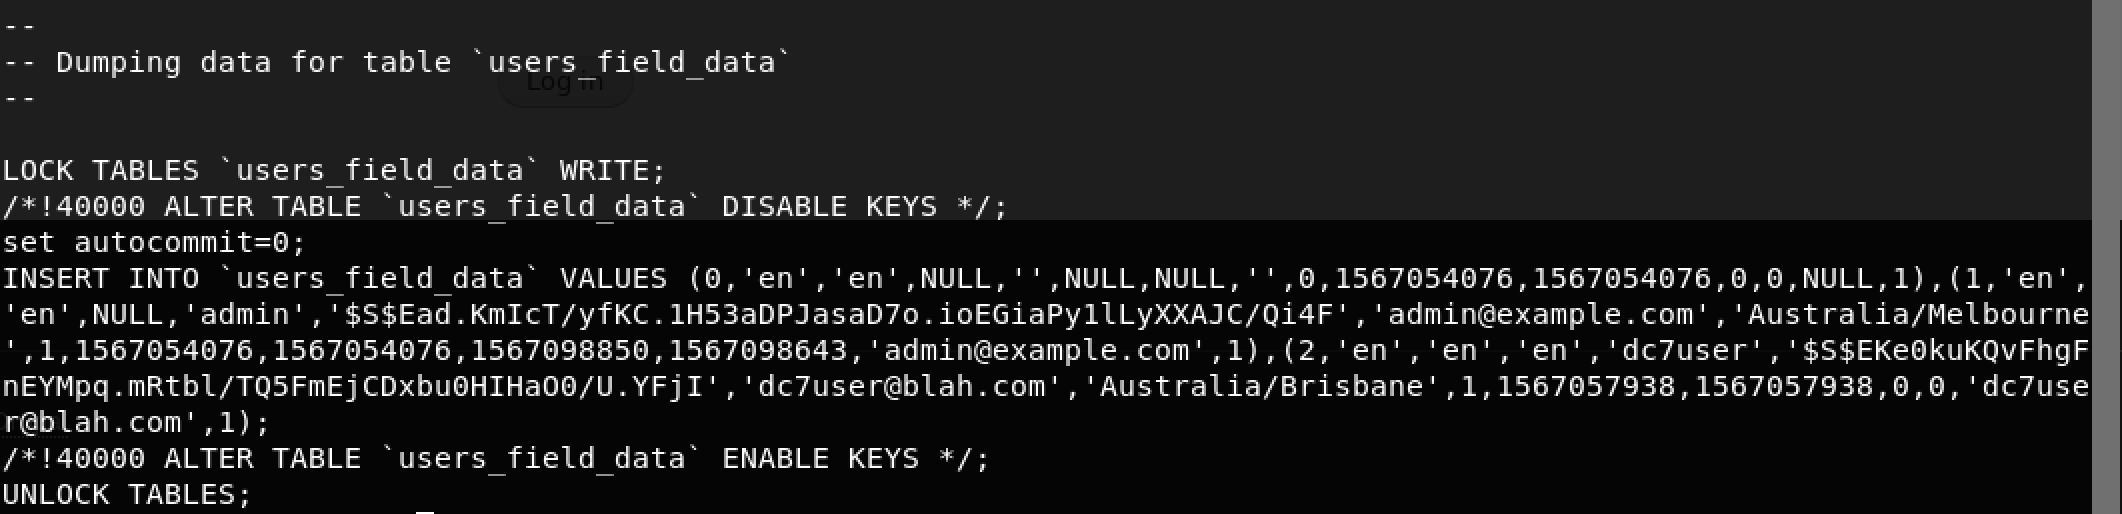 --
-- Dumping data for table `users_field_data`
Log in
--
LOCK TABLES `users_field_data` WRITE;
/*!40000 ALTER TABLE `users_field_data` DISABLE KEYS */;
set autocommit=0;
INSERT INTO `users_field_data` VALUES (0,'en','en',NULL,'',NULL,NULL,'',0,1567054076,1567054076,0,0,NULL,1),(1,'en',
'en',NULL,'admin','$S$Ead.KmIcT/yfKC.1H53aDPJasaD7o.ioEGiaPy1lLyXXAJC/Qi4F','admin@example.com','Australia/Melbourne
',1,1567054076,1567054076,1567098850,1567098643,'admin@example.com',1),(2,'en','en','en','dc7user','$S$EKe0kuKQvFhgF
nEYMpq.mRtbl/TQ5FmEjCDxbu0HIHaO0/U.YFjI','dc7user@blah.com','Australia/Brisbane',1,1567057938,1567057938,0,0,'dc7use
r@blah.com',1);
/*!40000 ALTER TABLE `users_field_data` ENABLE KEYS */;
UNLOCK TABLES;